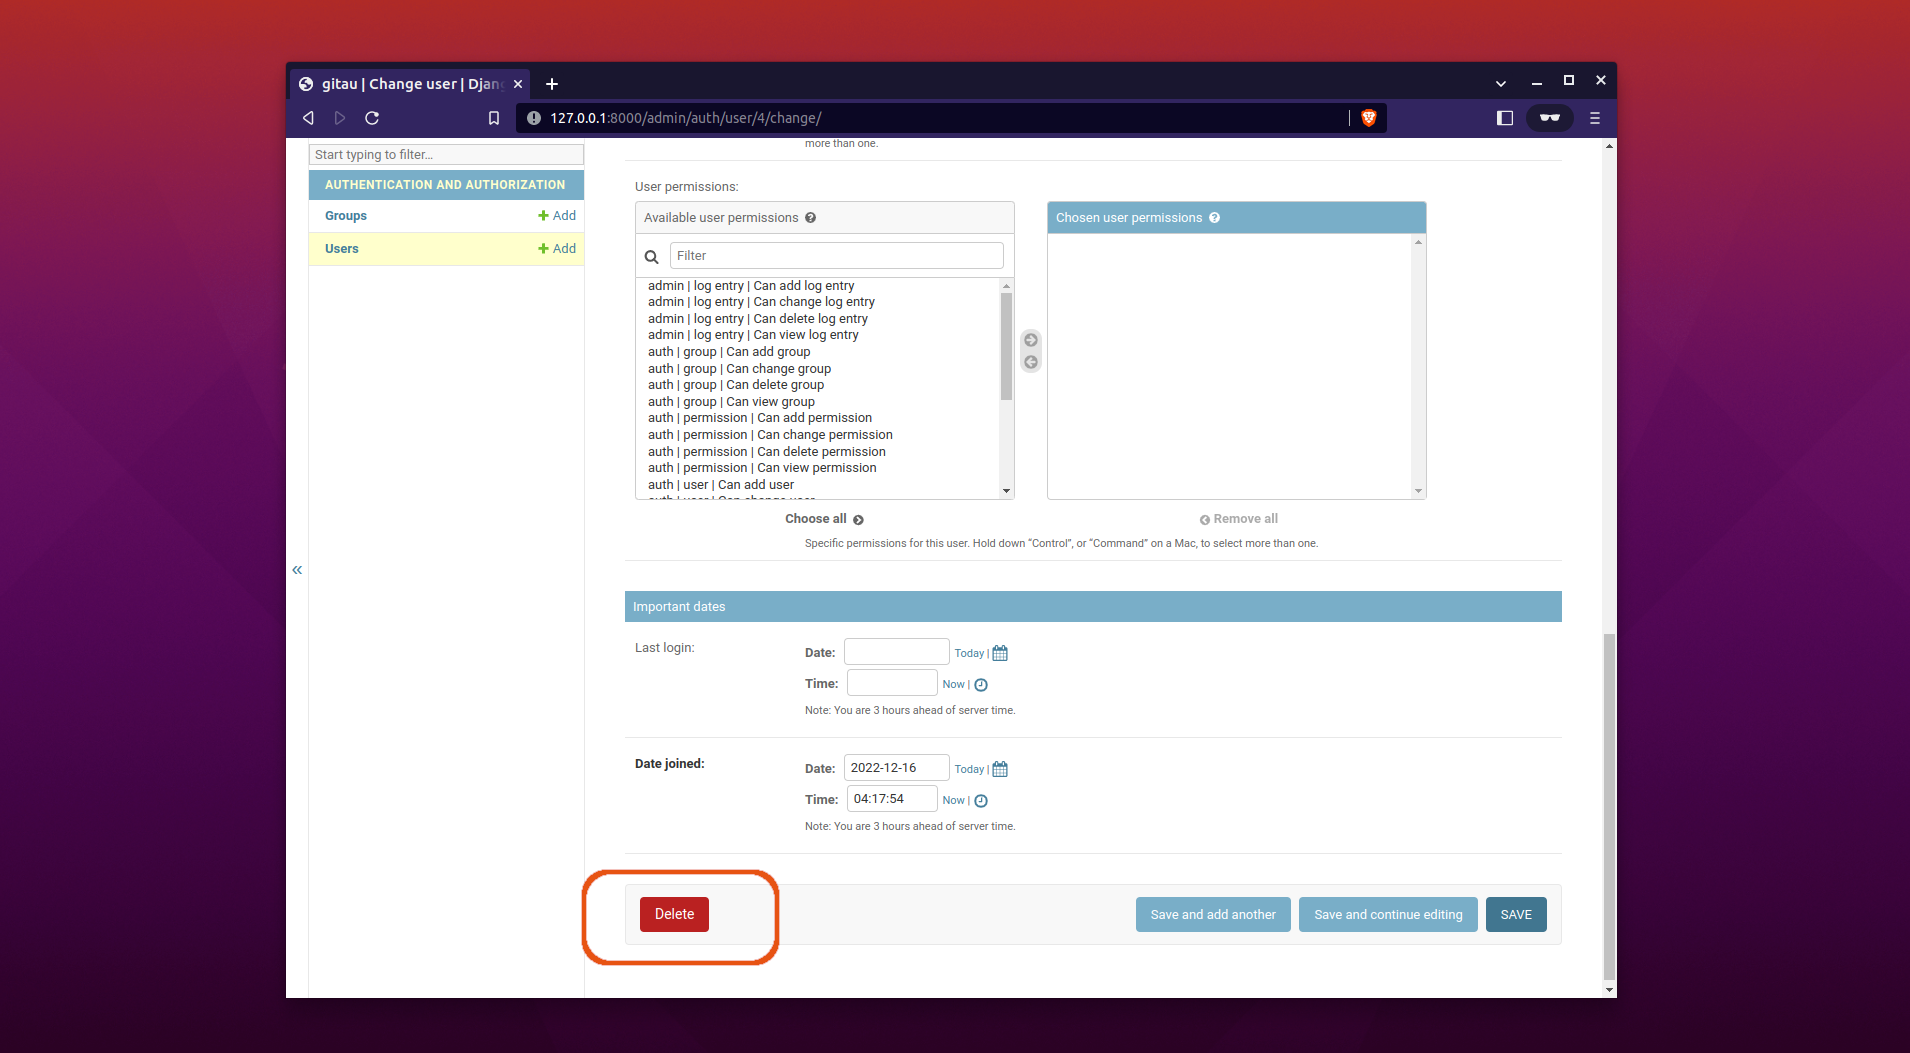 gitau | Change user | Djan
127.0.0.1:8000/admin/auth/user/4/change/
Start typing to filter...
AUTHENTICATION AND AUTHORIZATION
Groups
Add
Users
Add
more than one.
User permissions:
Available user permissions ?
Filter
admin | log entry | Can add log entry
admin | log entry | Can change log entry
admin | log entry | Can delete log entry
admin | log entry | Can view log entry
auth | group | Can add group
auth | group | Can change group
auth | group | Can delete group
auth | group | Can view group
auth | permission | Can add permission
auth | permission | Can change permission
auth | permission | Can delete permission
auth | permission | Can view permission
auth | user | Can add user
auth | user | Can change user
Choose all
Chosen user permissions ?
Remove all
Specific permissions for this user. Hold down “Control”, or “Command” on a Mac, to select more than one.
«
Important dates
Last login:
Date: Today |
Time: Now |
Note: You are 3 hours ahead of server time.
Date joined:
Date: 2022-12-16 Today |
Time: 04:17:54 Now |
Note: You are 3 hours ahead of server time.
Delete
Save and add another
Save and continue editing
SAVE